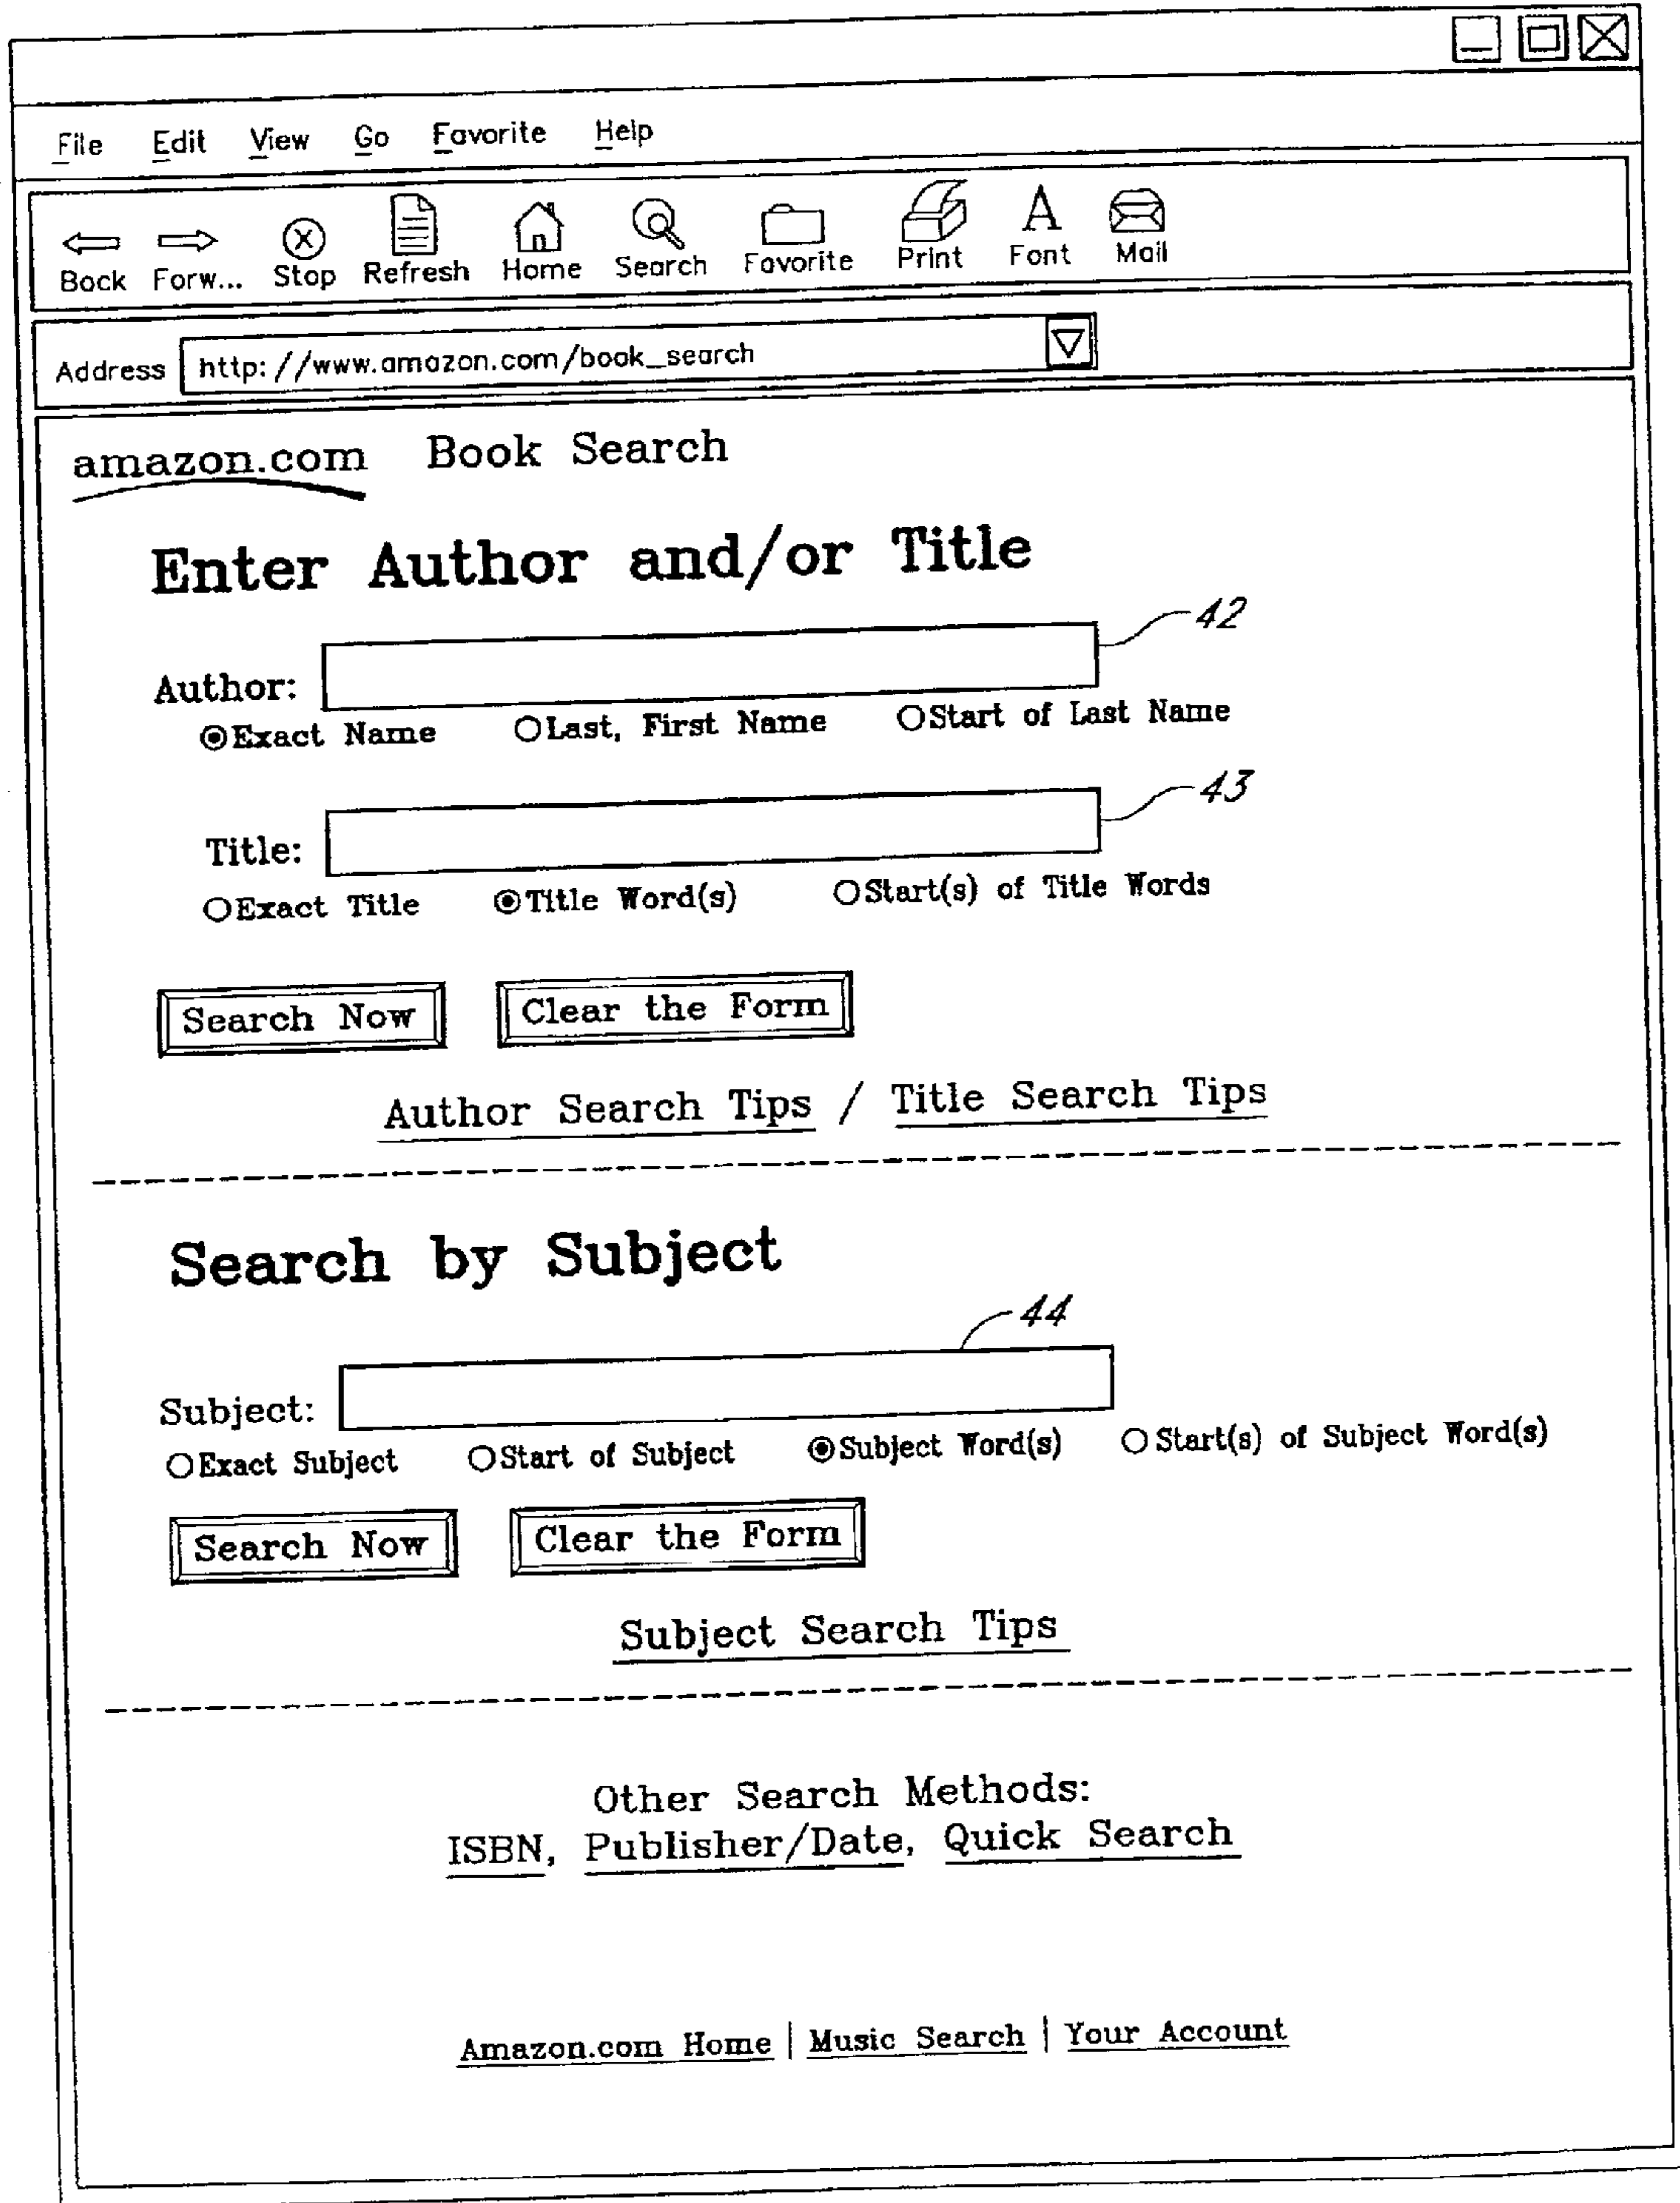 File Edit View Go Favorite Help
Back Forw... Stop Refresh Home Search Favorite Print Font Mail
Address http://www.amazon.com/book_search
amazon.com Book Search
Enter Author and/or Title
42
Author:
Exact Name Last, First Name Start of Last Name
43
Title:
Exact Title Title Word(s) Start(s) of Title Words
Search Now Clear the Form
Author Search Tips / Title Search Tips
Search by Subject
44
Subject:
Exact Subject Start of Subject Subject Word(s) Start(s) of Subject Word(s)
Search Now Clear the Form
Subject Search Tips
Other Search Methods:
ISBN, Publisher/Date, Quick Search
Amazon.com Home | Music Search | Your Account